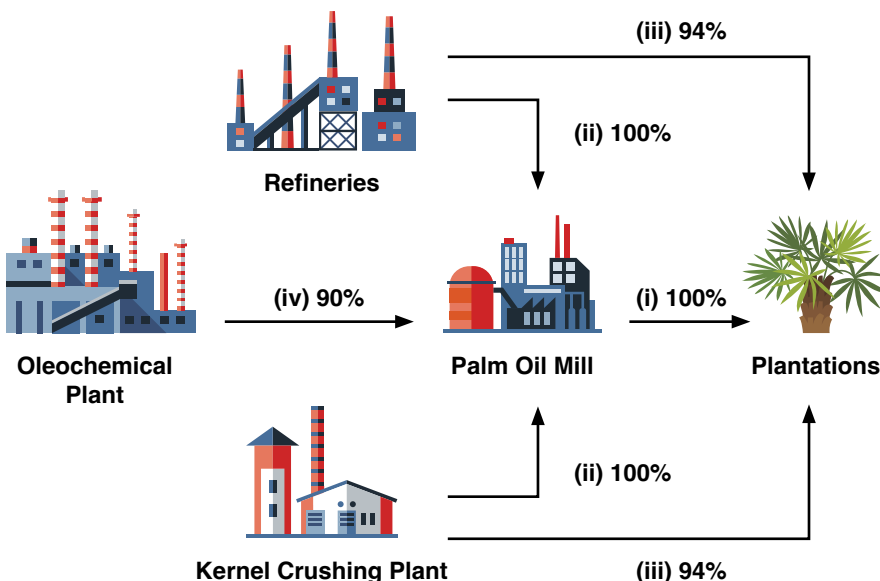 (iii) 94%
(ii) 100%
Refineries
(iv) 90%
(i) 100%
Oleochemical
Plant
Palm Oil Mill
Plantations
(ii) 100%
Kernel Crushing Plant
(iii) 94%